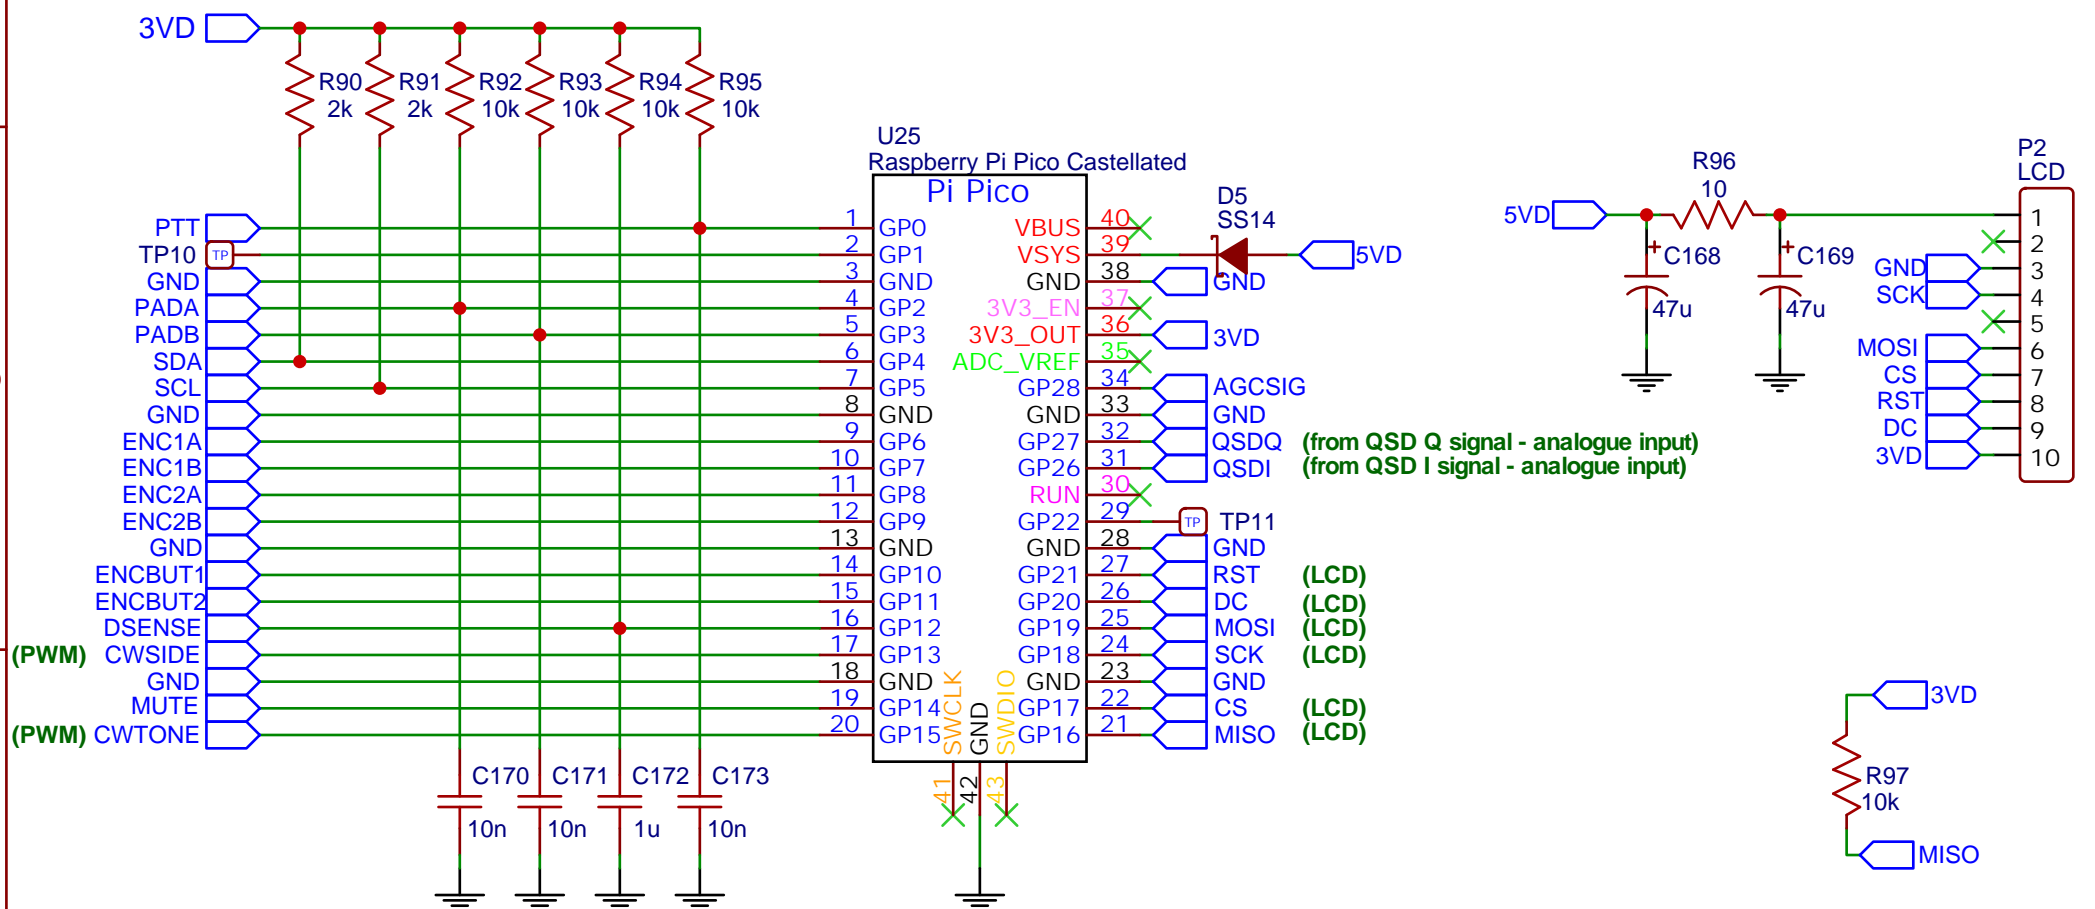 3VD
R90 R91 R92 R93 R94 R95
2k 2k 10k 10k 10k 10k
U25
Raspberry Pi Pico Castellated
Pi Pico
PTT 1 GP0 VBUS 40
TP10 TP 2 GP1 VSYS 39 D5 SS14 5VD
GND 3 GND GND 38 GND
PADA 4 GP2 3V3_EN 37
PADB 5 GP3 3V3_OUT 36 3VD
SDA 6 GP4 ADC_VREF 35
SCL 7 GP5 GP28 34 AGCSIG
GND 8 GND GND 33 GND
ENC1A 9 GP6 GP27 32 QSDQ (from QSD Q signal - analogue input)
ENC1B 10 GP7 GP26 31 QSDI (from QSD I signal - analogue input)
ENC2A 11 GP8 RUN 30
ENC2B 12 GP9 GP22 29 TP TP11
GND 13 GND GND 28 GND
ENCBUT1 14 GP10 GP21 27 RST (LCD)
ENCBUT2 15 GP11 GP20 26 DC (LCD)
DSENSE 16 GP12 GP19 25 MOSI (LCD)
(PWM) CWSIDE 17 GP13 GP18 24 SCK (LCD)
GND 18 GND GND 23 GND
MUTE 19 GP14 GP17 22 CS (LCD)
(PWM) CWTONE 20 GP15 GP16 21 MISO (LCD)
SWCLK GND SWDIO
41 42 43
C170 C171 C172 C173
10n 10n 1u 10n
R96
10
5VD
C168 C169
+ +
47u 47u
P2
LCD
1
2
GND 3
SCK 4
5
MOSI 6
CS 7
RST 8
DC 9
3VD 10
3VD
R97
10k
MISO